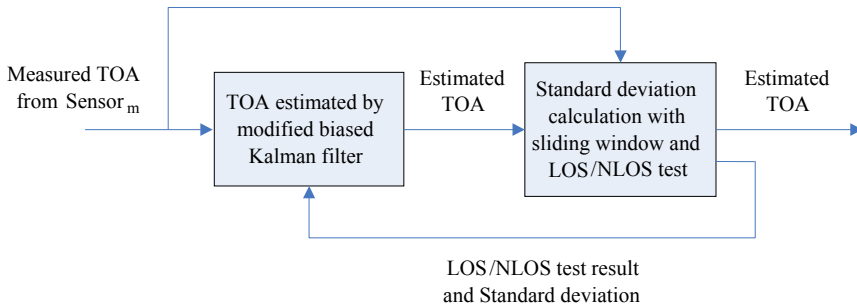 Measured TOA
from Sensor m
TOA estimated by
modified biased
Kalman filter
Estimated
TOA
Standard deviation
calculation with
sliding window and
LOS/NLOS test
Estimated
TOA
LOS/NLOS test result
and Standard deviation